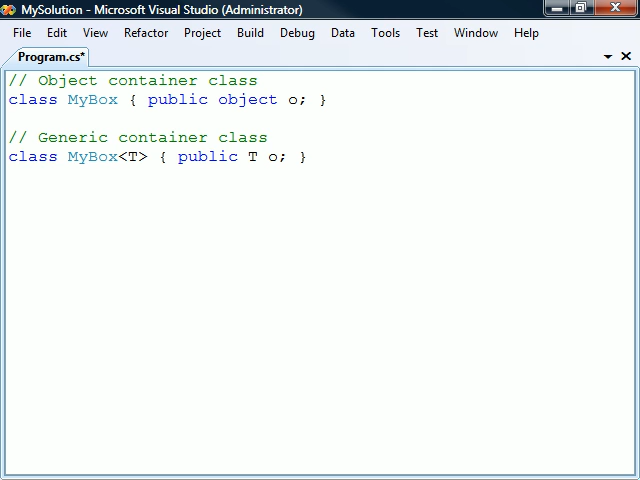 MySolution - Microsoft Visual Studio (Administrator)
File Edit View Refactor Project Build Debug Data Tools Test Window Help
Program.cs*
// Object container class
class MyBox { public object o; }
// Generic container class
class MyBox<T> { public T o; }